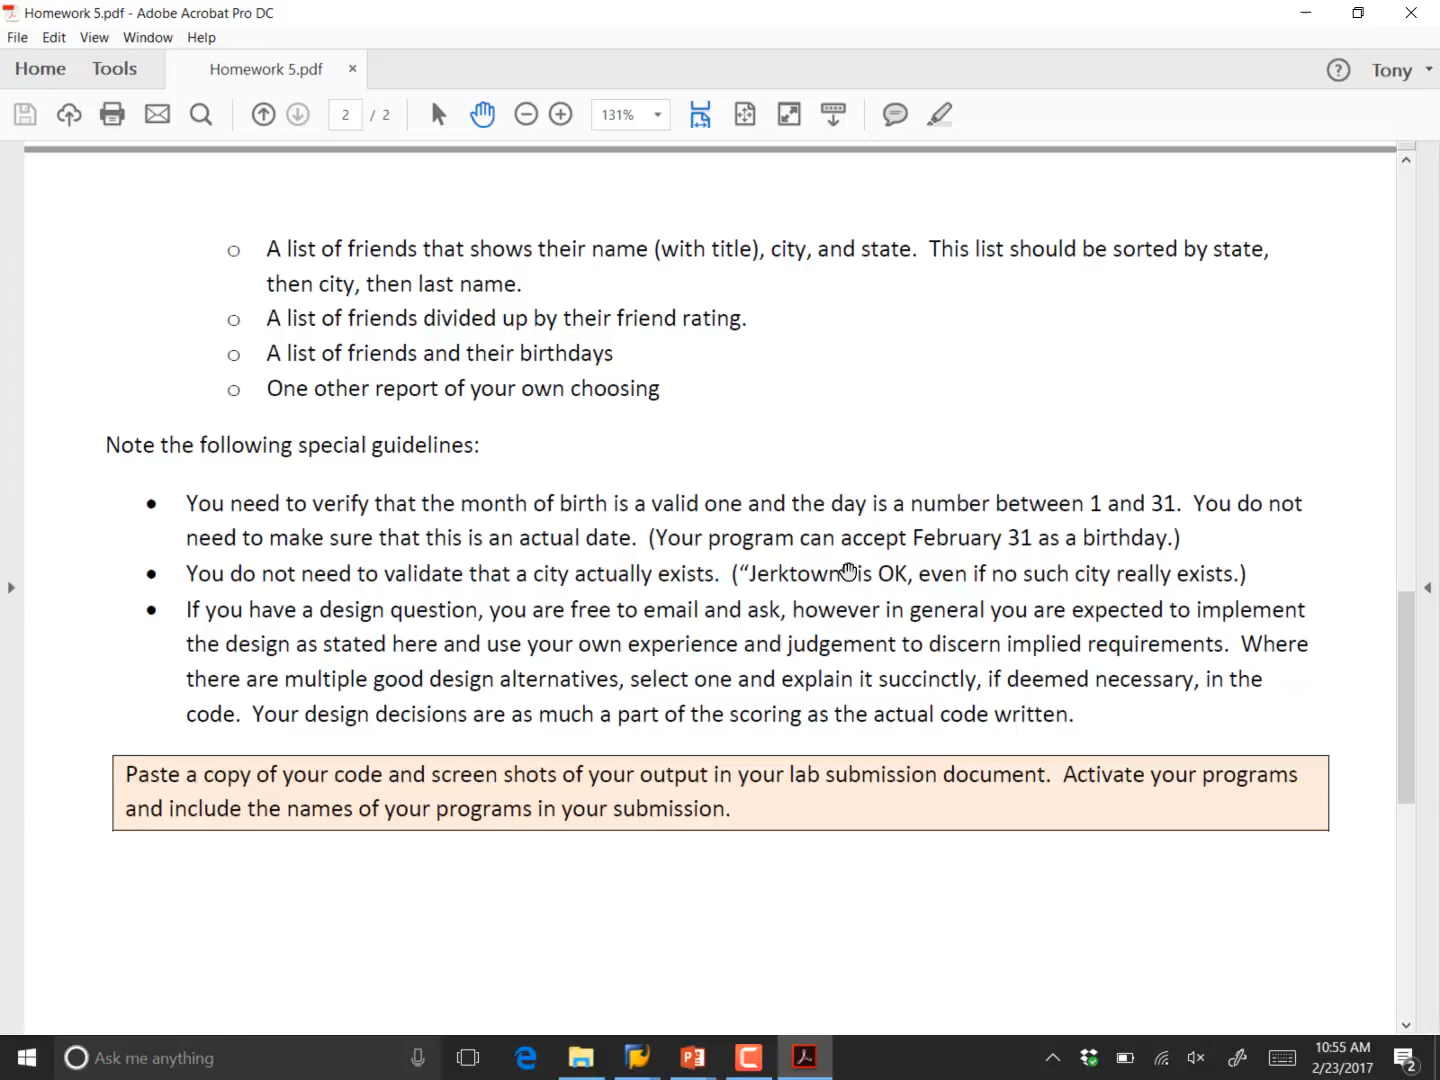 Homework 5.pdf - Adobe Acrobat Pro DC
File Edit View Window Help
Home Tools Homework 5.pdf × ? Tony
2 / 2 131%
o A list of friends that shows their name (with title), city, and state. This list should be sorted by state,
then city, then last name.
o A list of friends divided up by their friend rating.
o A list of friends and their birthdays
o One other report of your own choosing
Note the following special guidelines:
• You need to verify that the month of birth is a valid one and the day is a number between 1 and 31. You do not
need to make sure that this is an actual date. (Your program can accept February 31 as a birthday.)
• You do not need to validate that a city actually exists. (“Jerktown is OK, even if no such city really exists.)
• If you have a design question, you are free to email and ask, however in general you are expected to implement
the design as stated here and use your own experience and judgement to discern implied requirements. Where
there are multiple good design alternatives, select one and explain it succinctly, if deemed necessary, in the
code. Your design decisions are as much a part of the scoring as the actual code written.
Paste a copy of your code and screen shots of your output in your lab submission document. Activate your programs
and include the names of your programs in your submission.
Ask me anything
10:55 AM
2/23/2017
2